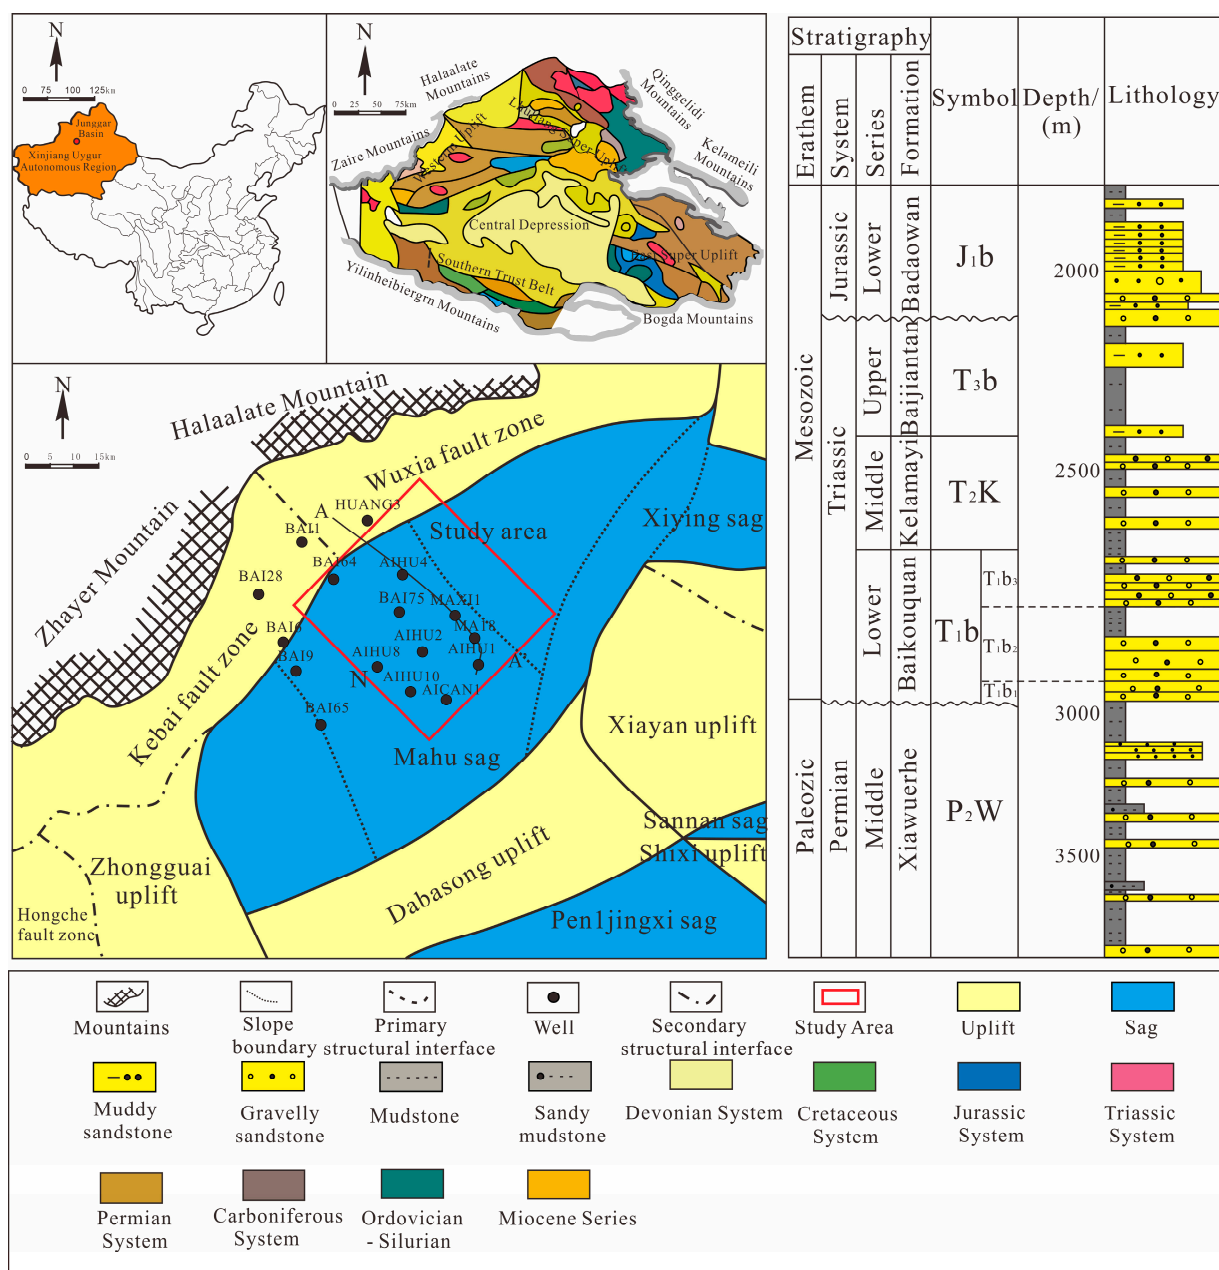 N
0 75 100 125km
Junggar
Basin
Xinjiang Uygur
Autonomous Region
N
0 25 50 75km
Halaalate
Mountains
Qinggelidi
Mountains
Kelameili
Mountains
Zaire Mountains
Western Uplift
Central Depression
East Super Uplift
Southern Trust Belt
Yilinheibiergrn Mountains
Bogda Mountains
N
0 5 10 15km
Halaalate Mountain
Zhayer Mountain
Wuxia fault zone
Kebai fault zone
HUANG3
A
BAI1
Study area
Xiying sag
BAI64
AIHU4
BAI28
BAI75
MAXI1
BAI6
AIHU2
MA18
BAI9
AIHU8
AIHU1
A'
N
AIHU10
AICAN1
BAI65
Xiayan uplift
Mahu sag
Sannan sag
Shixi uplift
Zhongguai
uplift
Dabasong uplift
Hongche
fault zonc
Pen1jingxi sag
Stratigraphy
Erathem
System
Series
Formation
Symbol
Depth/
(m)
Lithology
Mesozoic
Paleozic
Jurassic
Triassic
Permian
Lower
Upper
Middle
Lower
Middle
Badaowan
Baijiantan
Kelamayi
Baikouquan
Xiawuerhe
J1b
T3b
T2K
T1b
T1b3
T1b2
T1b1
P2W
2000
2500
3000
3500
Mountains
Slope
boundary
Primary
structural interface
Well
Secondary
structural interface
Study Area
Uplift
Sag
Muddy
sandstone
Gravelly
sandstone
Mudstone
Sandy
mudstone
Devonian System
Cretaceous
System
Jurassic
System
Triassic
System
Permian
System
Carboniferous
System
Ordovician
- Silurian
Miocene Series